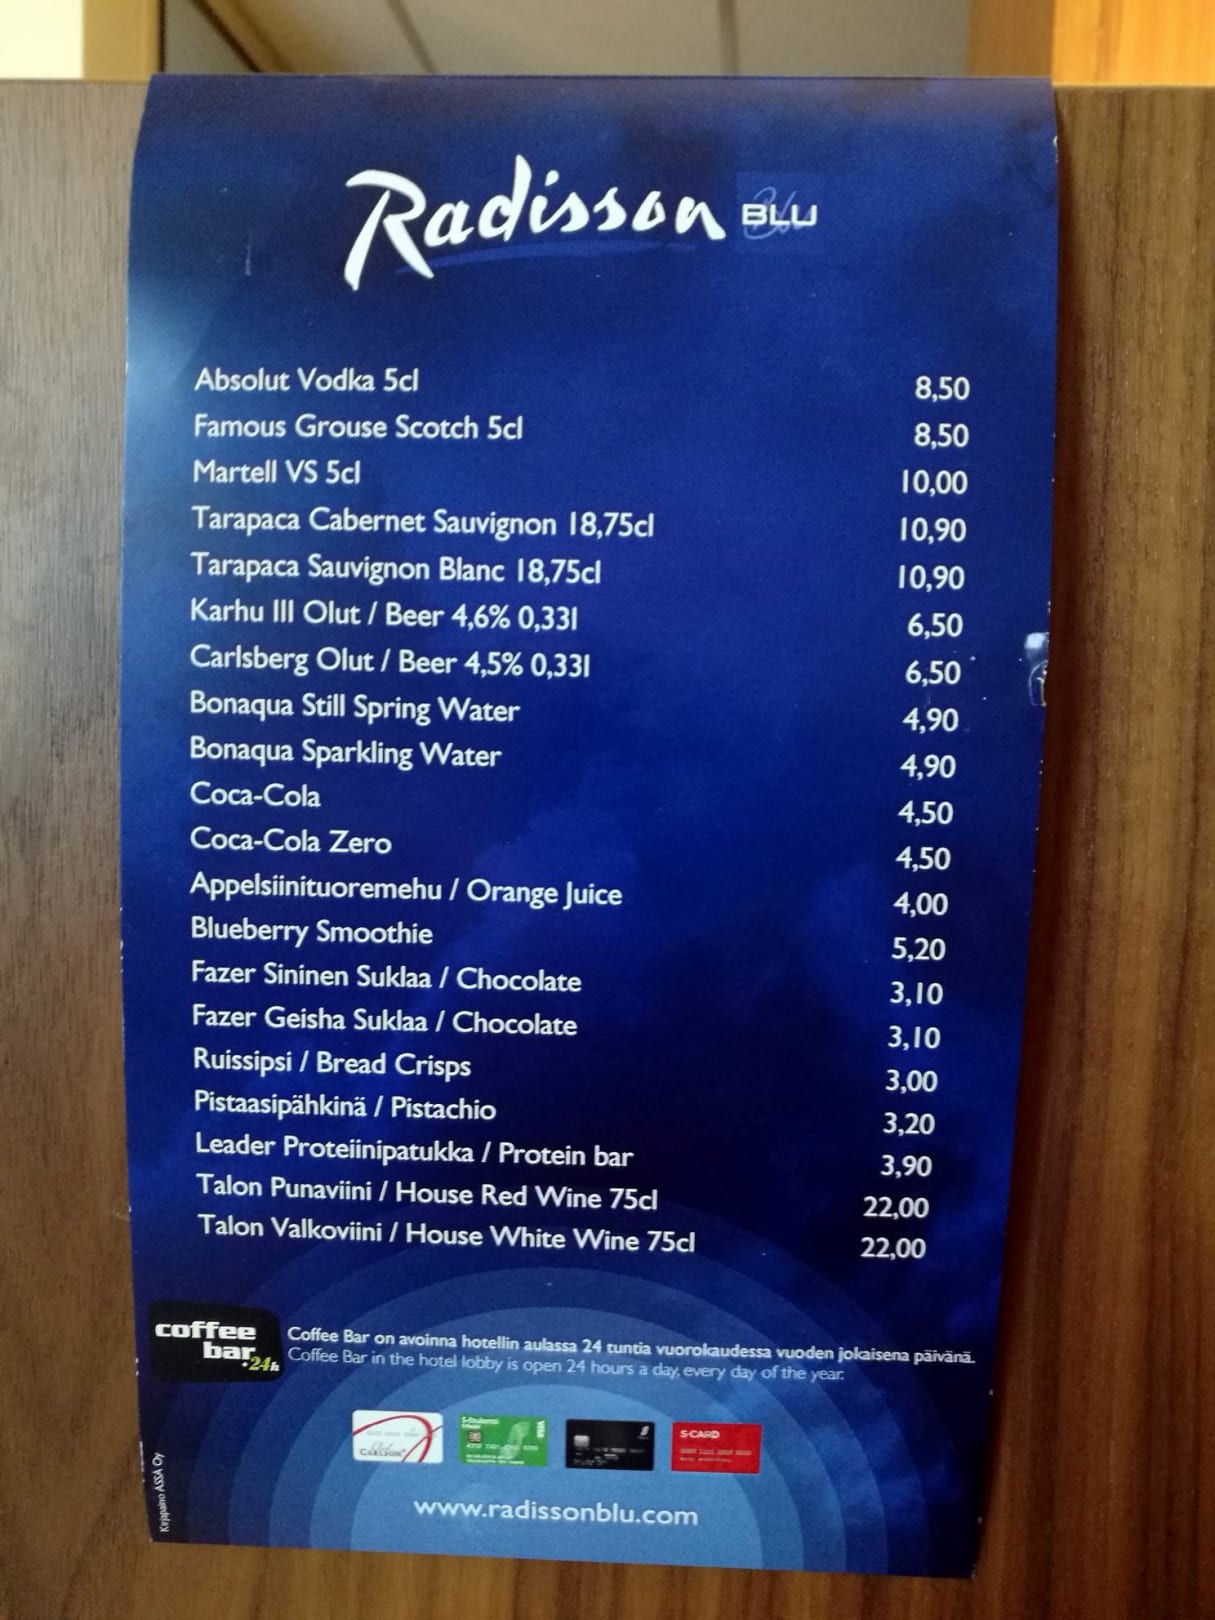 Radisson BLU
Absolut Vodka 5cl 8,50
Famous Grouse Scotch 5cl 8,50
Martell VS 5cl 10,00
Tarapaca Cabernet Sauvignon 18,75cl 10,90
Tarapaca Sauvignon Blanc 18,75cl 10,90
Karhu III Olut / Beer 4,6% 0,33l 6,50
Carlsberg Olut / Beer 4,5% 0,33l 6,50
Bonaqua Still Spring Water 4,90
Bonaqua Sparkling Water 4,90
Coca-Cola 4,50
Coca-Cola Zero 4,50
Appelsiinituoremehu / Orange Juice 4,00
Blueberry Smoothie 5,20
Fazer Sininen Suklaa / Chocolate 3,10
Fazer Geisha Suklaa / Chocolate 3,10
Ruissipsi / Bread Crisps 3,00
Pistaasipähkinä / Pistachio 3,20
Leader Proteiinipatukka / Protein bar 3,90
Talon Punaviini / House Red Wine 75cl 22,00
Talon Valkoviini / House White Wine 75cl 22,00
coffee
bar
+24h
Coffee Bar on avoinna hotellin aulassa 24 tuntia vuorokaudessa vuoden jokaisena päivänä.
Coffee Bar in the hotel lobby is open 24 hours a day, every day of the year.
Club CARLSON
S-Etukortti VISA
S-CARD
www.radissonblu.com
Kirjapaino ASSA Oy